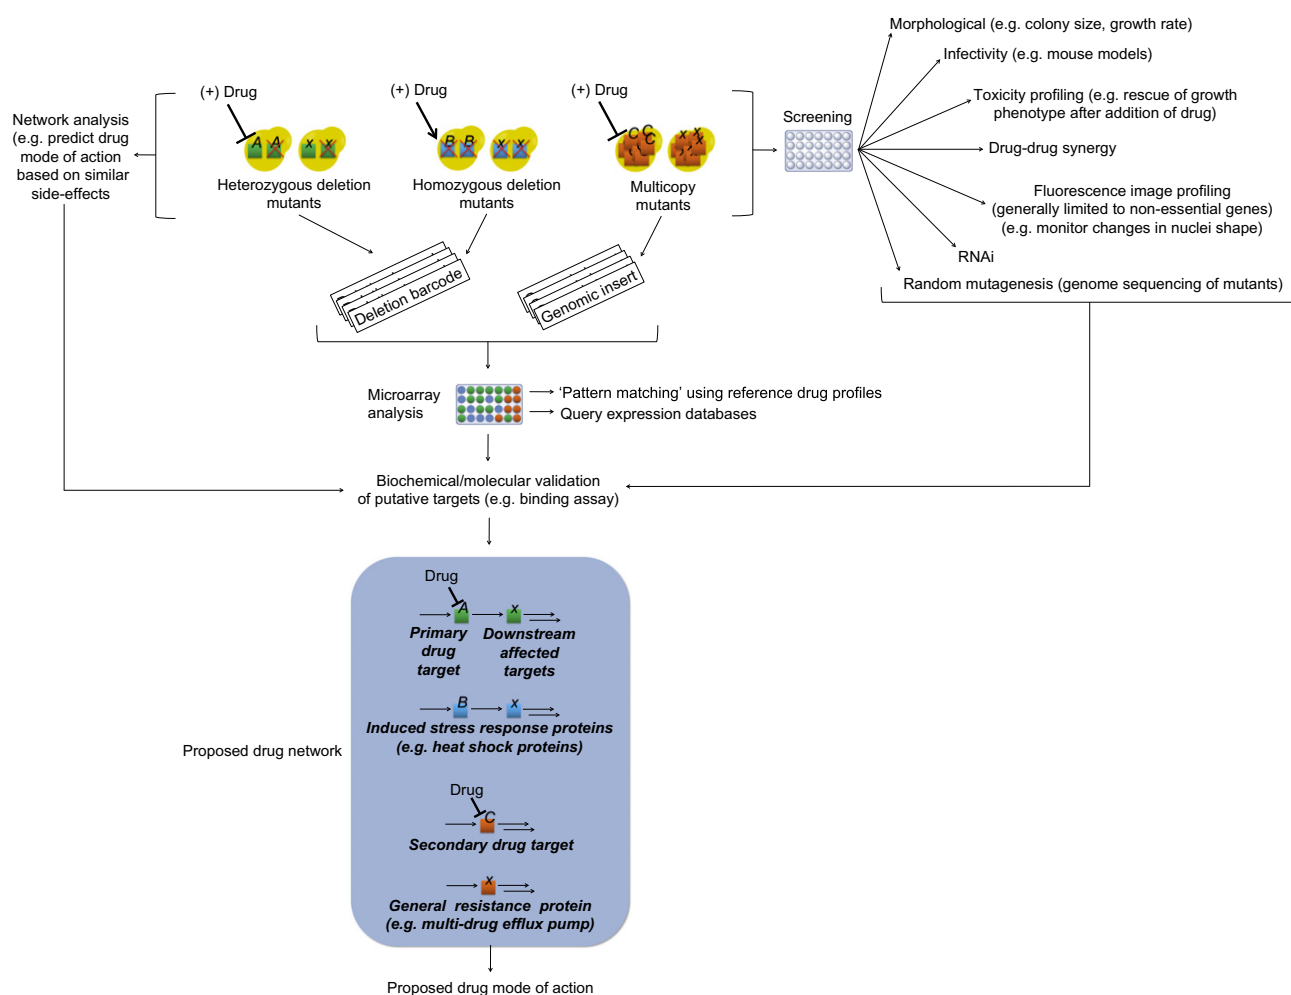 Morphological (e.g. colony size, growth rate)
Infectivity (e.g. mouse models)
Toxicity profiling (e.g. rescue of growth
phenotype after addition of drug)
Drug-drug synergy
Fluorescence image profiling
(generally limited to non-essential genes)
(e.g. monitor changes in nuclei shape)
RNAi
Random mutagenesis (genome sequencing of mutants)
Screening
(+) Drug
(+) Drug
(+) Drug
Network analysis
(e.g. predict drug
mode of action
based on similar
side-effects
A A x x
B B x x
C C C x x x
Heterozygous deletion
mutants
Homozygous deletion
mutants
Multicopy
mutants
Deletion barcode
Genomic insert
Microarray
analysis
‘Pattern matching’ using reference drug profiles
Query expression databases
Biochemical/molecular validation
of putative targets (e.g. binding assay)
Drug
A x
Primary
drug
target
Downstream
affected
targets
B x
Induced stress response proteins
(e.g. heat shock proteins)
Proposed drug network
Drug
C
Secondary drug target
x
General resistance protein
(e.g. multi-drug efflux pump)
Proposed drug mode of action